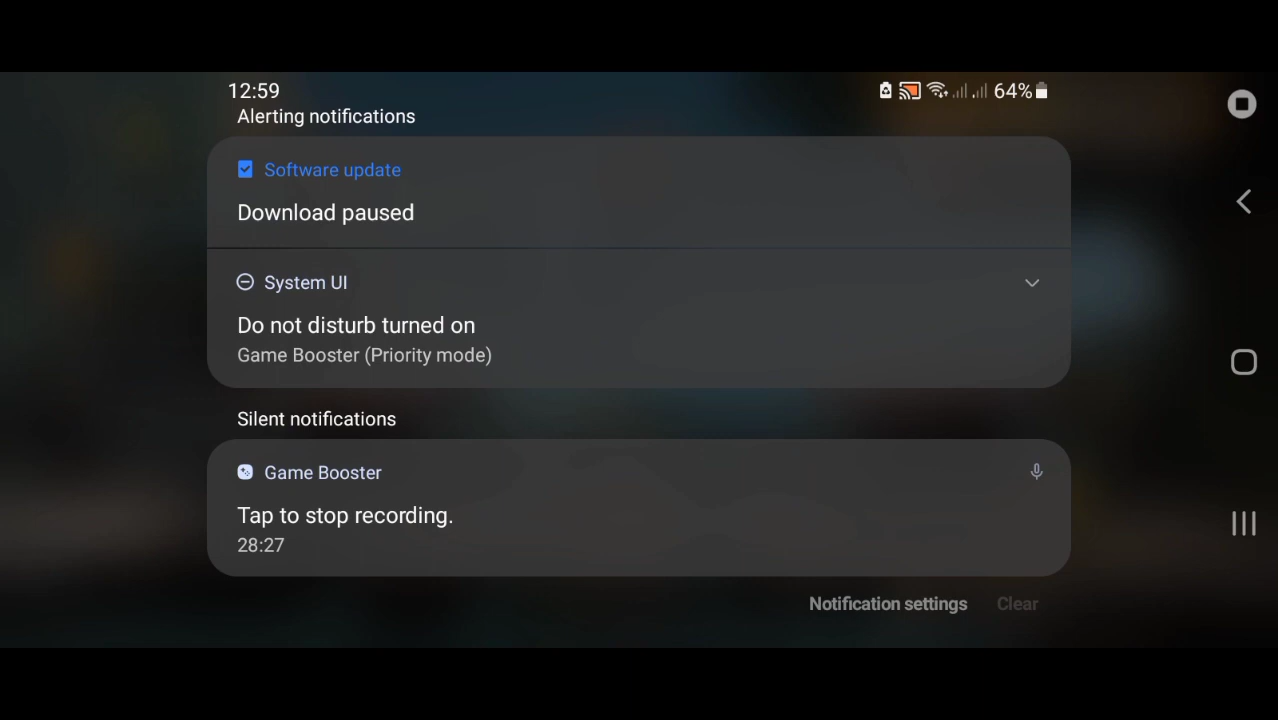 12:59
64%
Alerting notifications
Software update
Download paused
System UI
Do not disturb turned on
Game Booster (Priority mode)
Silent notifications
Game Booster
Tap to stop recording.
28:27
Notification settings
Clear